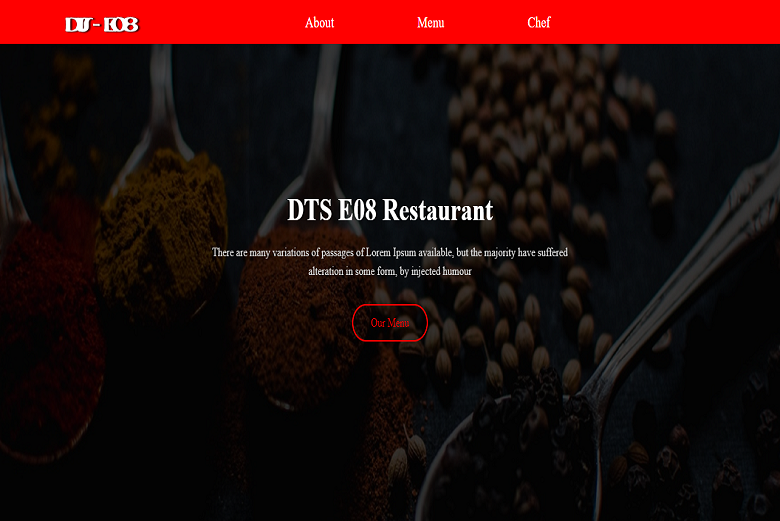 DTS - E08
About Menu Chef
DTS E08 Restaurant
There are many variations of passages of Lorem Ipsum available, but the majority have suffered
alteration in some form, by injected humour
Our Menu